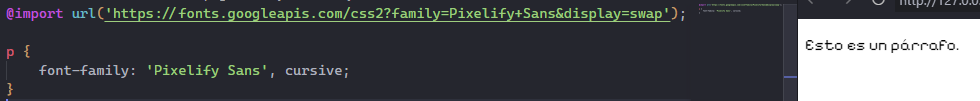 http://127.0.0
@import url('https://fonts.googleapis.com/css2?family=Pixelify+Sans&display=swap');
p {
font-family: 'Pixelify Sans', cursive;
}
Esto es un párrafo.